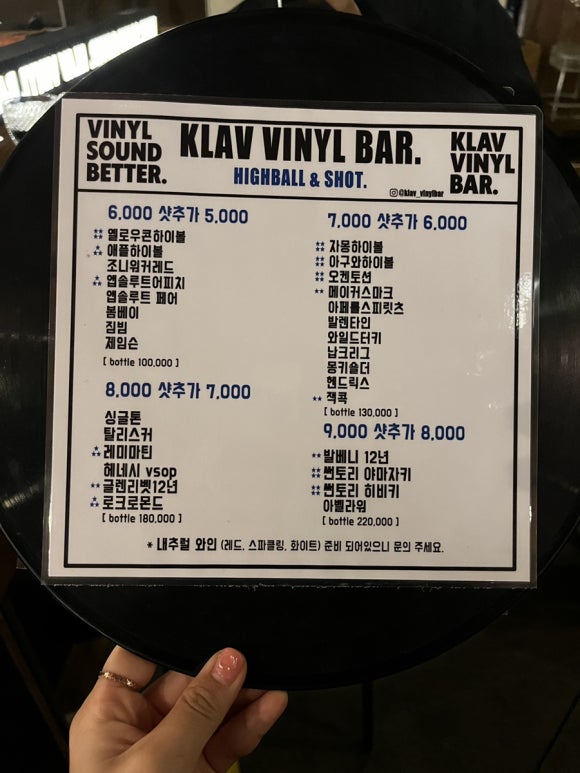 VINYL
SOUND
BETTER.
KLAV VINYL BAR.
HIGHBALL & SHOT.
KLAV
VINYL
BAR.
@klav_vinylbar
6,000 샷추가 5,000
옐로우콘하이볼
애플하이볼
조니워커레드
앱솔루트어피치
앱솔루트 페어
봄베이
짐빔
제임슨
[ bottle 100,000 ]
7,000 샷추가 6,000
자몽하이볼
아구와하이볼
오켄토션
메이커스마크
아페롤스피릿츠
발렌타인
와일드터키
납크리그
몽키숄더
헨드릭스
잭콕
[ bottle 130,000 ]
8,000 샷추가 7,000
싱글톤
탈리스커
레미마틴
헤네시 vsop
글렌리벳12년
로크로몬드
[ bottle 180,000 ]
9,000 샷추가 8,000
발베니 12년
썬토리 야마자키
썬토리 히비키
아벨라워
[ bottle 220,000 ]
* 내추럴 와인 (레드, 스파클링, 화이트) 준비 되어있으니 문의 주세요.